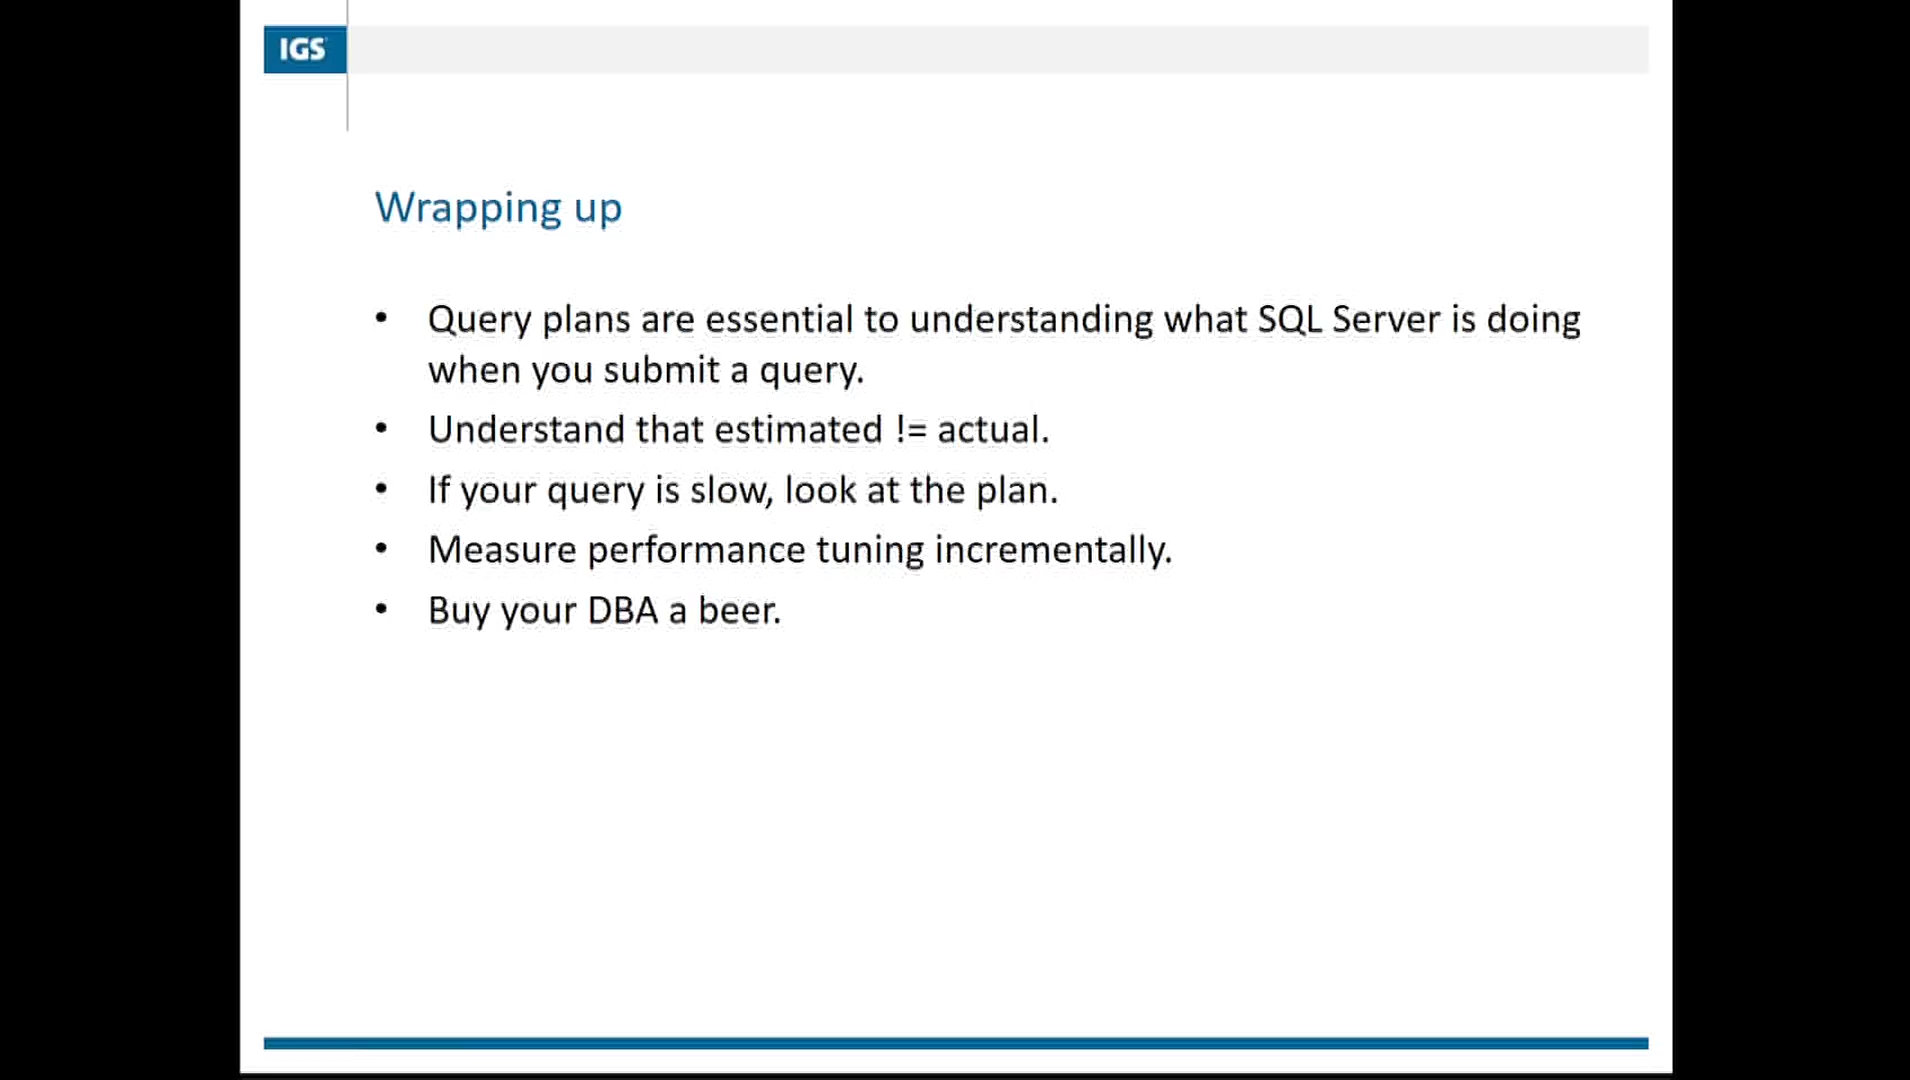 IGS
Wrapping up
• Query plans are essential to understanding what SQL Server is doing
when you submit a query.
• Understand that estimated != actual.
• If your query is slow, look at the plan.
• Measure performance tuning incrementally.
• Buy your DBA a beer.